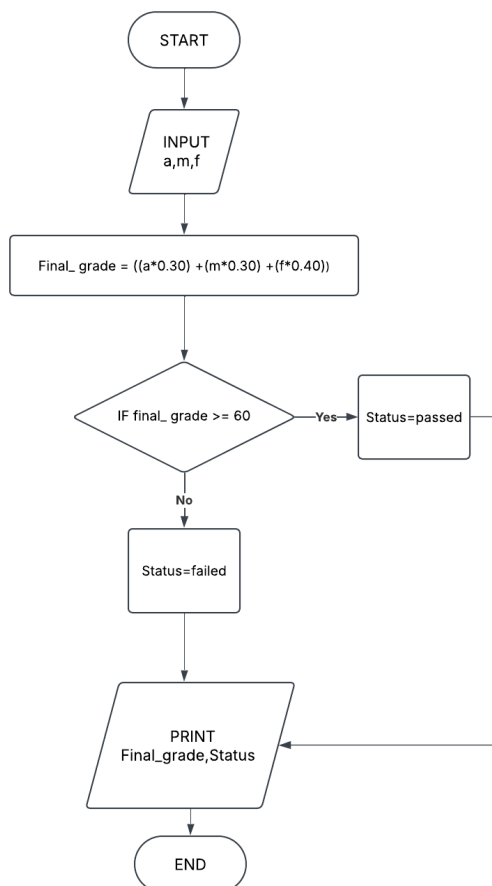 START
INPUT
a,m,f
Final_ grade = ((a*0.30) +(m*0.30) +(f*0.40))
IF final_ grade >= 60
Yes
Status=passed
No
Status=failed
PRINT
Final_grade,Status
END